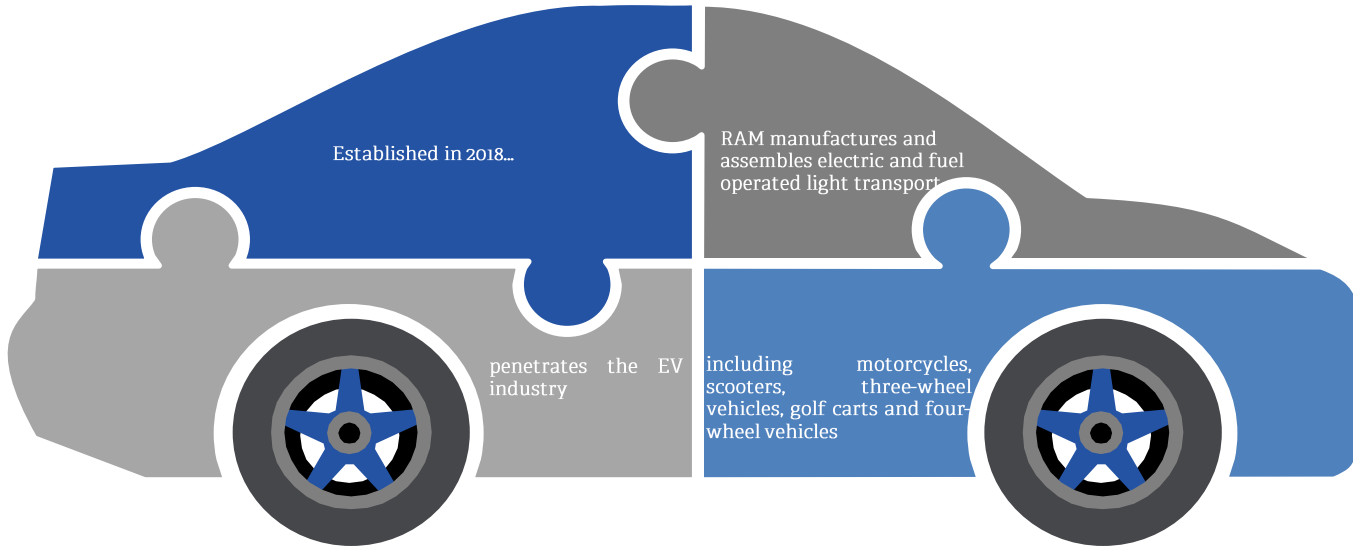 Established in 2018...
RAM manufactures and
assembles electric and fuel
operated light transport
penetrates the EV
industry
including motorcycles,
scooters, three-wheel
vehicles, golf carts and four-
wheel vehicles